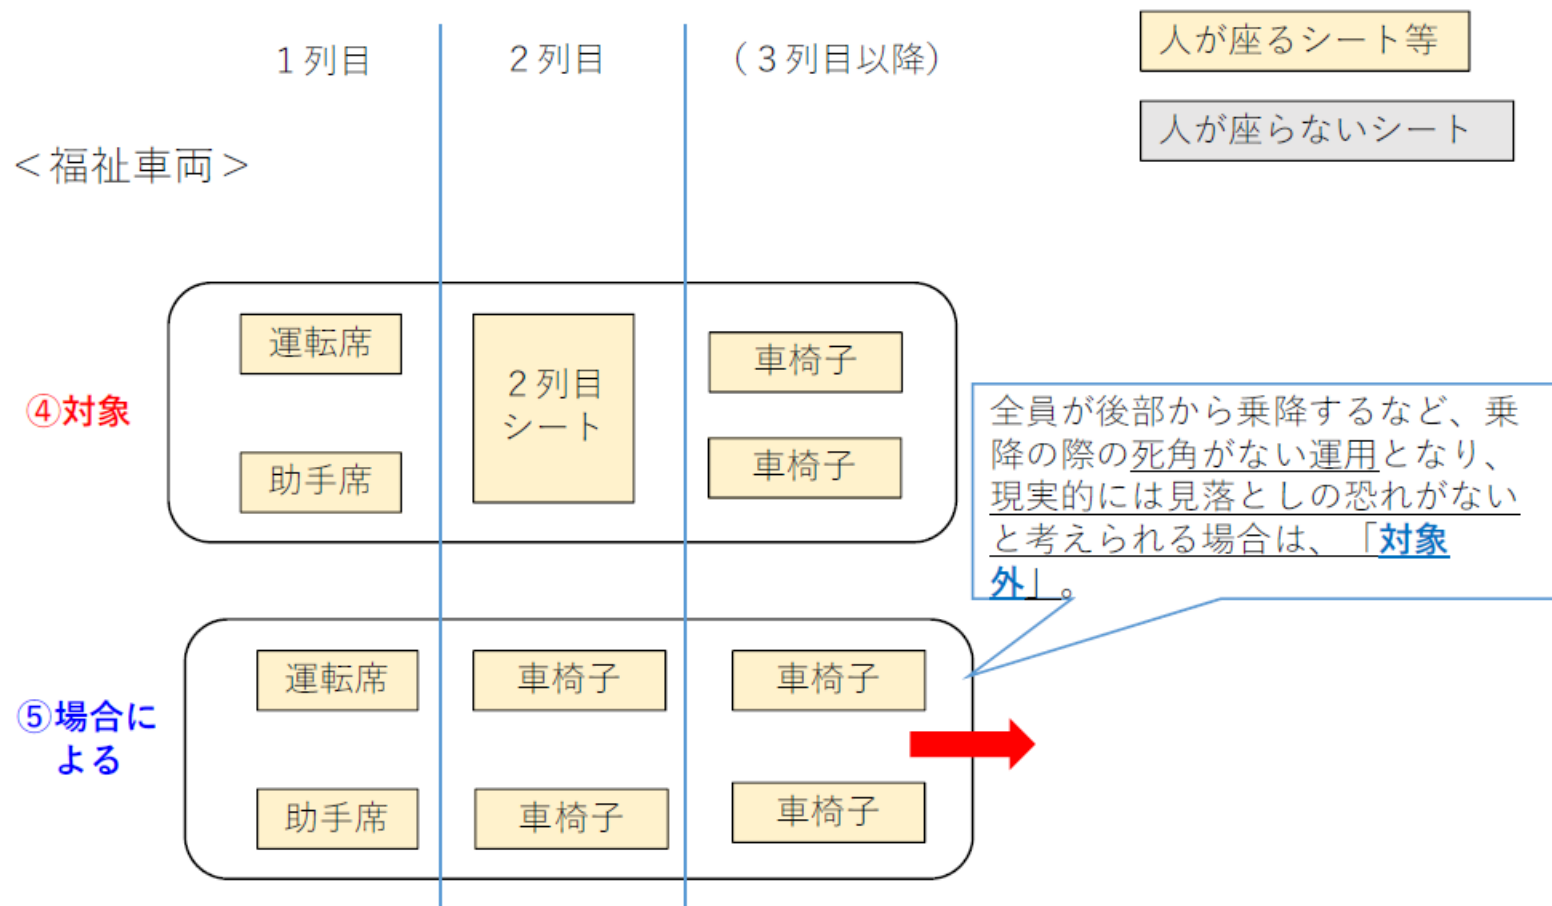 1列目
2列目
(3列目以降)
人が座るシート等
人が座らないシート
＜福祉車両＞
④対象
運転席
助手席
2列目
シート
車椅子
車椅子
全員が後部から乗降するなど、乗
降の際の死角がない運用となり、
現実的には見落としの恐れがない
と考えられる場合は、「対象
外」。
⑤場合に
よる
運転席
車椅子
車椅子
助手席
車椅子
車椅子